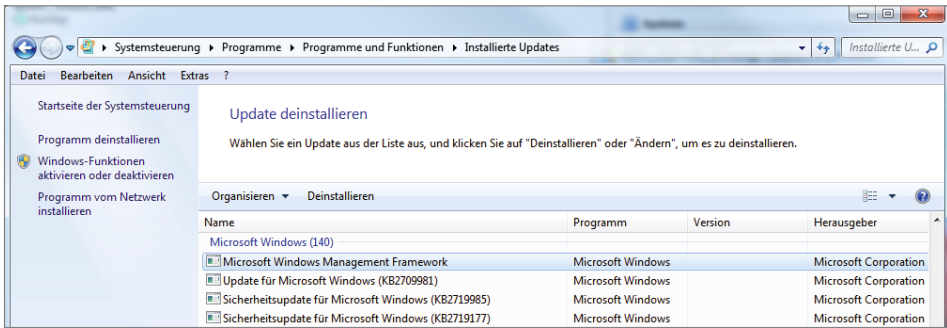 Systemsteuerung ▸ Programme ▸ Programme und Funktionen ▸ Installierte Updates
Installierte U...
Datei Bearbeiten Ansicht Extras ?
Startseite der Systemsteuerung
Programm deinstallieren
Windows-Funktionen
aktivieren oder deaktivieren
Programm vom Netzwerk
installieren
Update deinstallieren
Wählen Sie ein Update aus der Liste aus, und klicken Sie auf "Deinstallieren" oder "Ändern", um es zu deinstallieren.
Organisieren Deinstallieren
Name Programm Version Herausgeber
Microsoft Windows (140)
Microsoft Windows Management Framework Microsoft Windows Microsoft Corporation
Update für Microsoft Windows (KB2709981) Microsoft Windows Microsoft Corporation
Sicherheitsupdate für Microsoft Windows (KB2719985) Microsoft Windows Microsoft Corporation
Sicherheitsupdate für Microsoft Windows (KB2719177) Microsoft Windows Microsoft Corporation